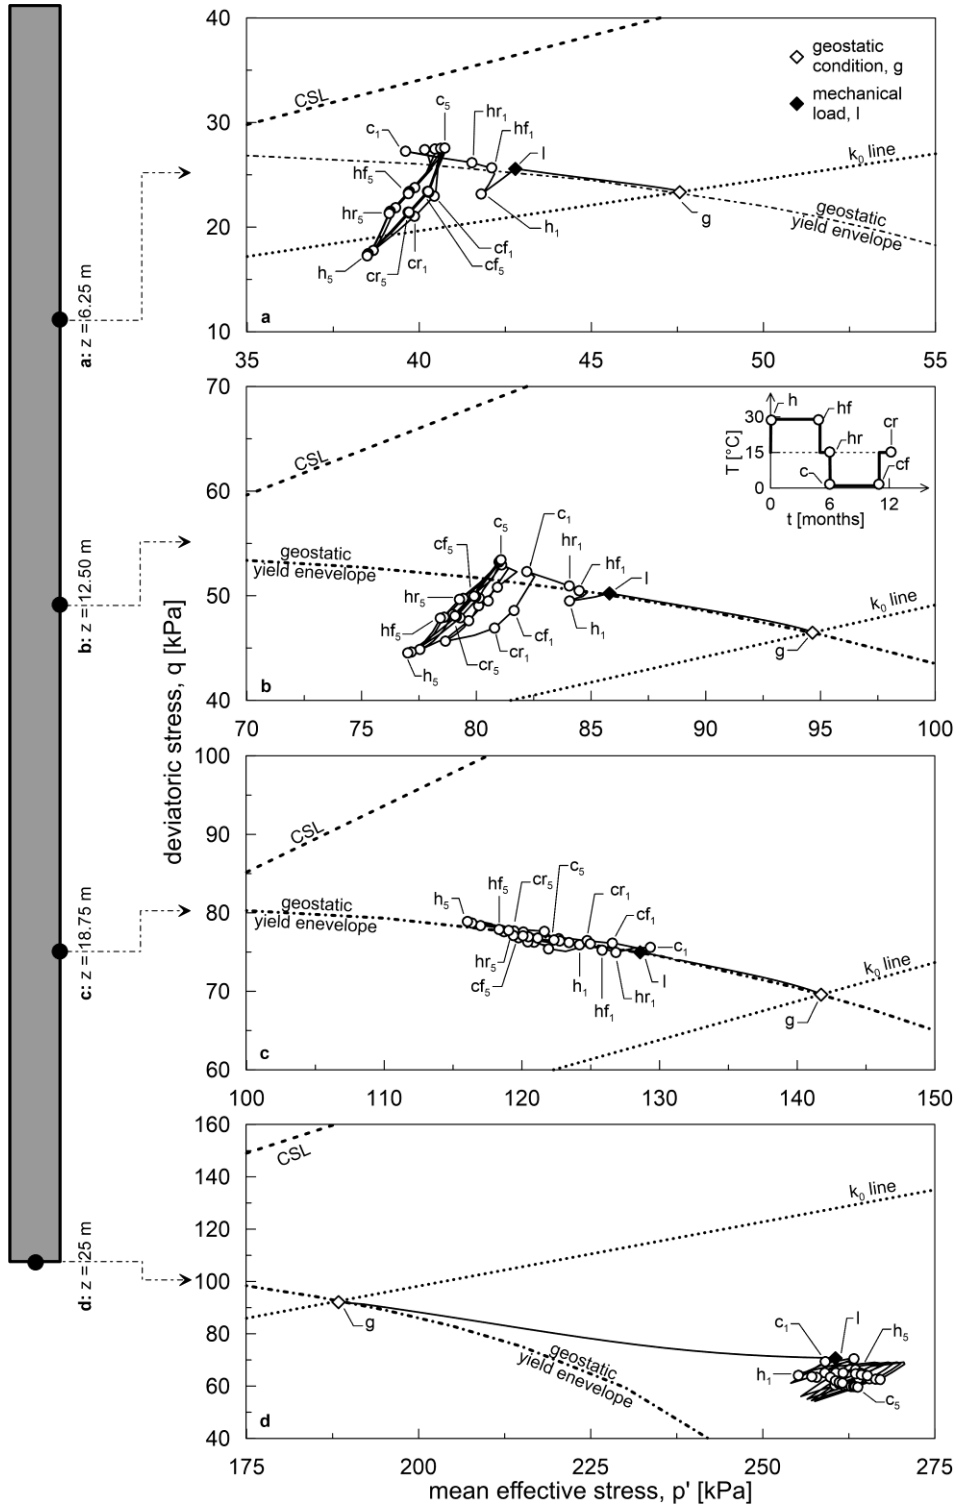 40
30
20
10
CSL
c₁
c₅
hr₁
hf₁
l
geostatic
condition, g
mechanical
load, l
k₀ line
hf₅
hr₅
h₅
cr₅
cr₁
cf₅
cf₁
h₁
g
geostatic
yield envelope
a
35
40
45
50
55
a: z = 6.25 m
70
60
50
40
CSL
geostatic
yield enevelope
c₅
c₁
cf₅
hr₅
hf₅
h₅
cr₅
cr₁
cf₁
hr₁
hf₁
l
h₁
g
k₀ line
T [°C]
30
15
0
h
hf
hr
cr
c
cf
0
6
12
t [months]
b
70
75
80
85
90
95
100
b: z = 12.50 m
deviatoric stress, q [kPa]
100
90
80
70
60
CSL
geostatic
yield enevelope
h₅
hf₅
cr₅
c₅
cr₁
cf₁
c₁
hr₅
cf₅
h₁
hf₁
hr₁
l
g
c
100
110
120
130
140
150
c: z = 18.75 m
160
140
120
100
80
60
40
CSL
k₀ line
g
geostatic
yield enevelope
c₁
l
h₅
h₁
c₅
d
175
200
225
250
275
d: z = 25 m
mean effective stress, p' [kPa]